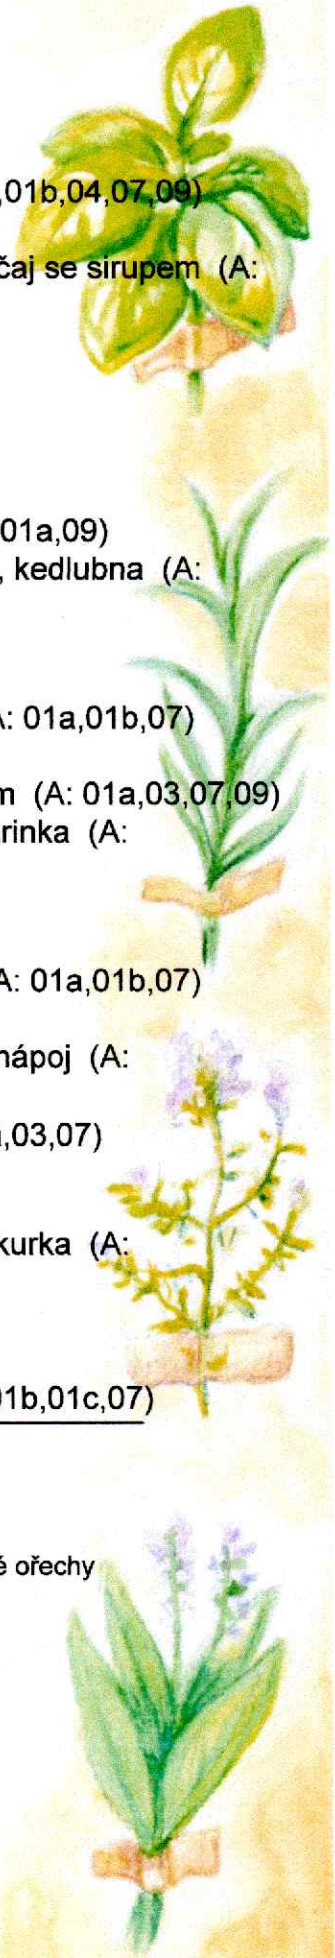 ,01b,04,07,09)
čaj se sirupem (A:
01a,09)
, kedlubna (A:
A: 01a,01b,07)
m (A: 01a,03,07,09)
rinka (A:
A: 01a,01b,07)
nápoj (A:
,03,07)
kurka (A:
01b,01c,07)
é ořechy